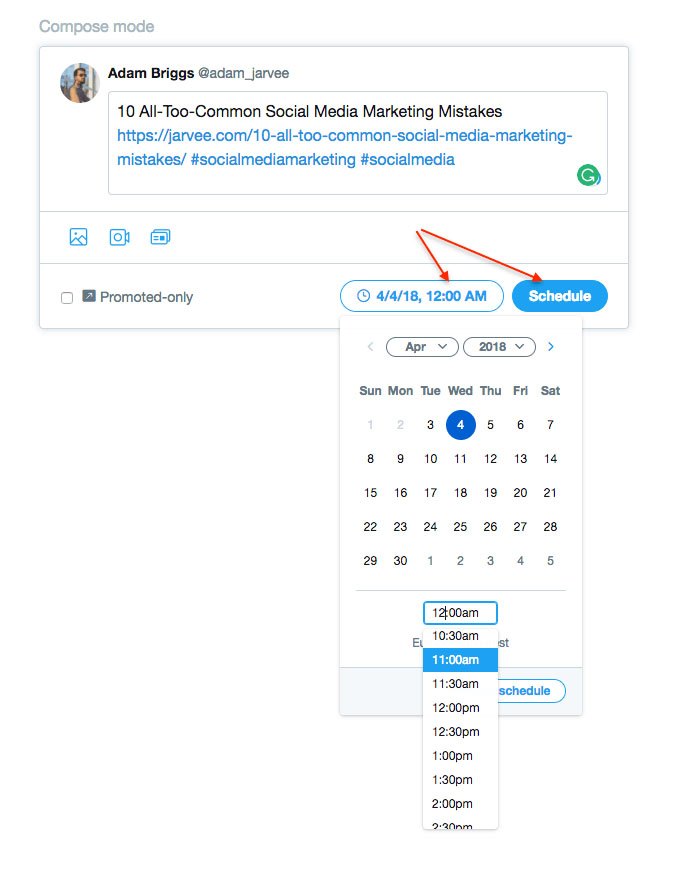 Compose mode
Adam Briggs @adam_jarvee
10 All-Too-Common Social Media Marketing Mistakes
https://jarvee.com/10-all-too-common-social-media-marketing-
mistakes/ #socialmediamarketing #socialmedia
Promoted-only
4/4/18, 12:00 AM
Schedule
Apr 2018
Sun Mon Tue Wed Thu Fri Sat
1 2 3 4 5 6 7
8 9 10 11 12 13 14
15 16 17 18 19 20 21
22 23 24 25 26 27 28
29 30 1 2 3 4 5
12:00am
10:30am
11:00am
11:30am
schedule
12:00pm
12:30pm
1:00pm
1:30pm
2:00pm
2:30pm